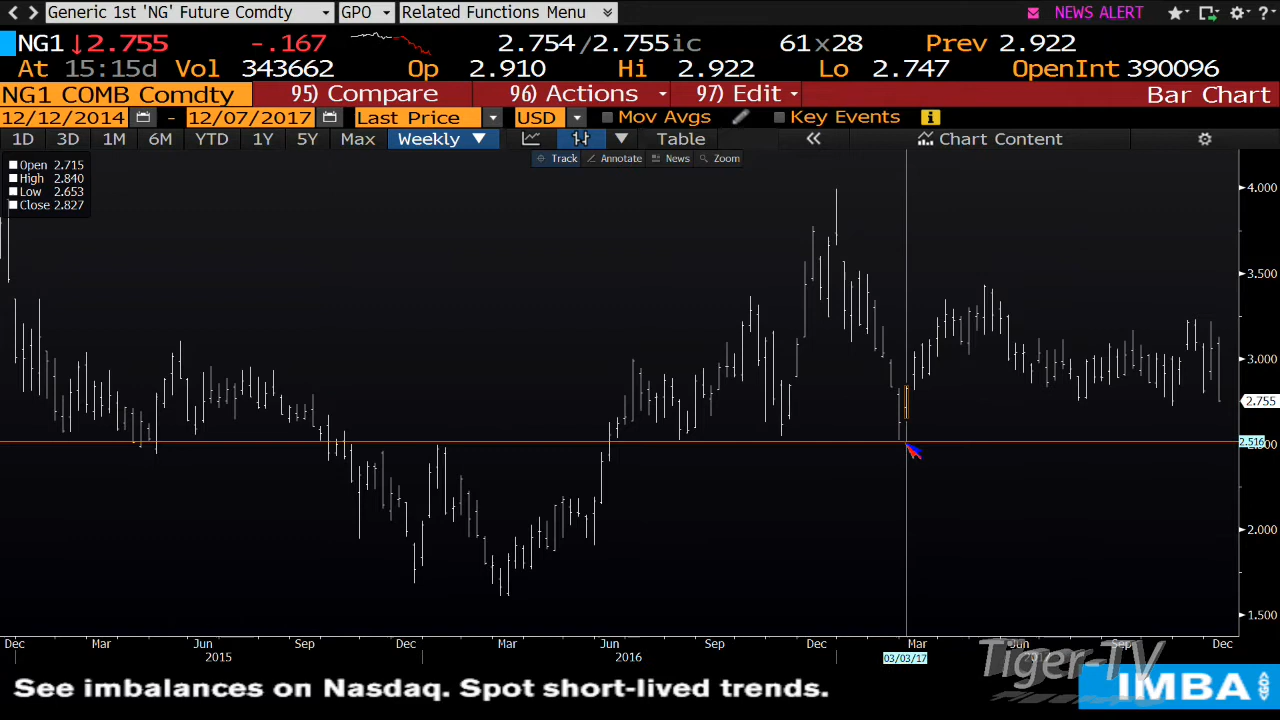 Generic 1st 'NG' Future Comdty GPO Related Functions Menu NEWS ALERT ?
NG1 ↓2.755 -.167 2.754/2.755ic 61x28 Prev 2.922
At 15:15d Vol 343662 Op 2.910 Hi 2.922 Lo 2.747 OpenInt 390096
NG1 COMB Comdty 95) Compare 96) Actions 97) Edit Bar Chart
12/12/2014 - 12/07/2017 Last Price USD Mov Avgs Key Events i
1D 3D 1M 6M YTD 1Y 5Y Max Weekly ▼ Table « Chart Content
Track Annotate News Zoom
Open 2.715
High 2.840
Low 2.653
Close 2.827
4.000
3.500
3.000
2.755
2.516
2.000
1.500
Dec Mar Jun Sep Dec Mar Jun Sep Dec Mar Jun Sep Dec
2015 2016 03/03/17
Tiger-TV
See imbalances on Nasdaq. Spot short-lived trends.
IMBA